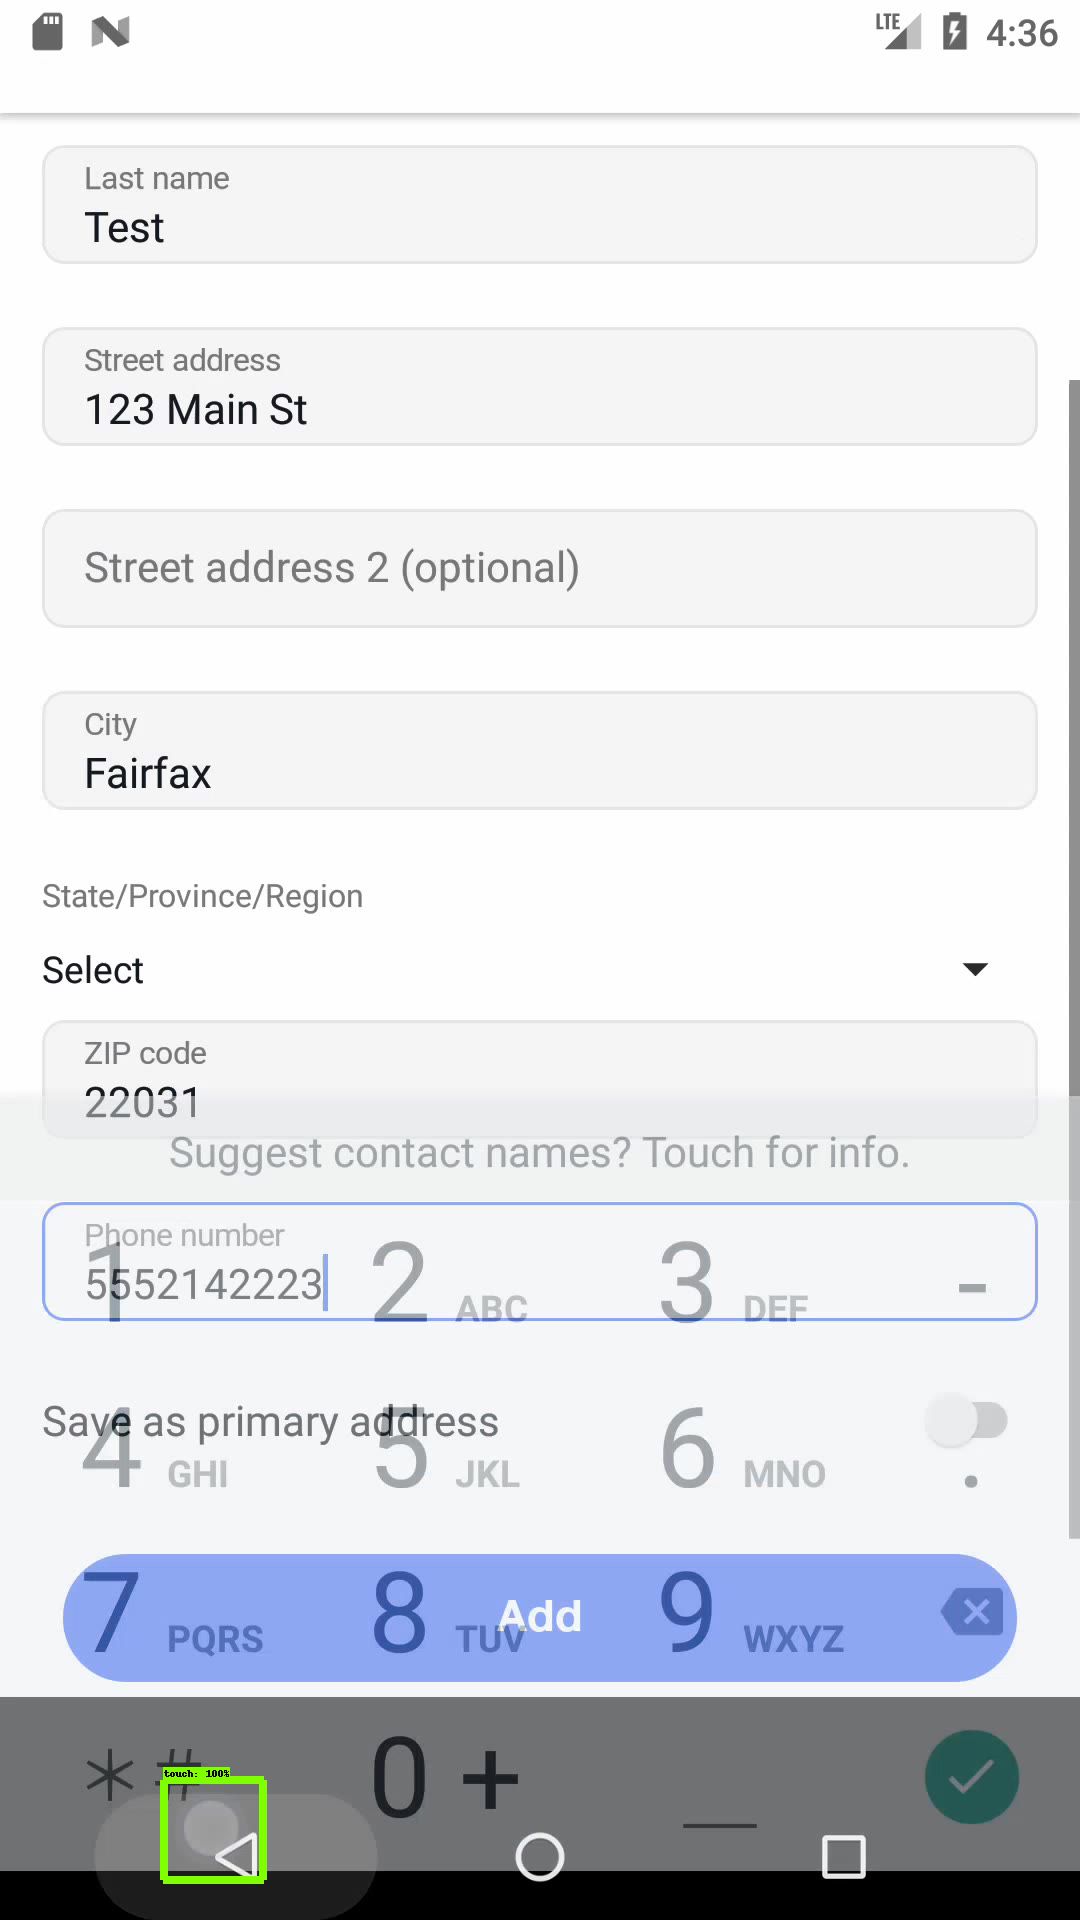 LTE 4:36
Last name
Test
Street address
123 Main St
Street address 2 (optional)
City
Fairfax
State/Province/Region
Select
ZIP code
22031
Suggest contact names? Touch for info.
Phone number
5552142223
1 2 ABC 3 DEF -
Save as primary address
4 GHI 5 JKL 6 MNO .
Add
7 PQRS 8 TUV 9 WXYZ
* # 0 + _
touch: 100%